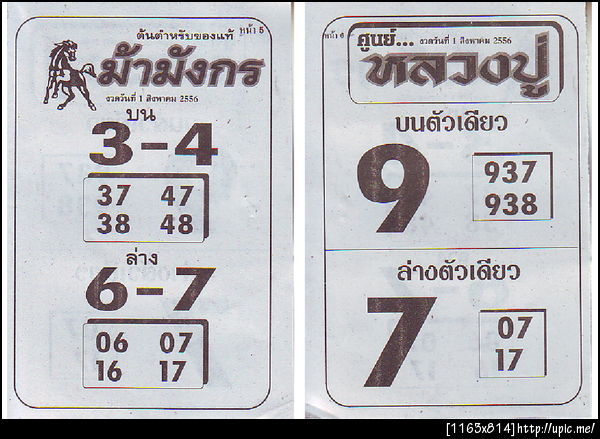 ต้นตำหรับของแท้ หน้า 5
ม้ามังกร
งวดวันที่ 1 สิงหาคม 2556
บน
3-4
37 47
38 48
ล่าง
6-7
06 07
16 17
หน้า 6 ศูนย์... งวดวันที่ 1 สิงหาคม 2556
หลวงปู่
บนตัวเดียว
9
937
938
ล่างตัวเดียว
7
07
17
[1163x814]http://upic.me/